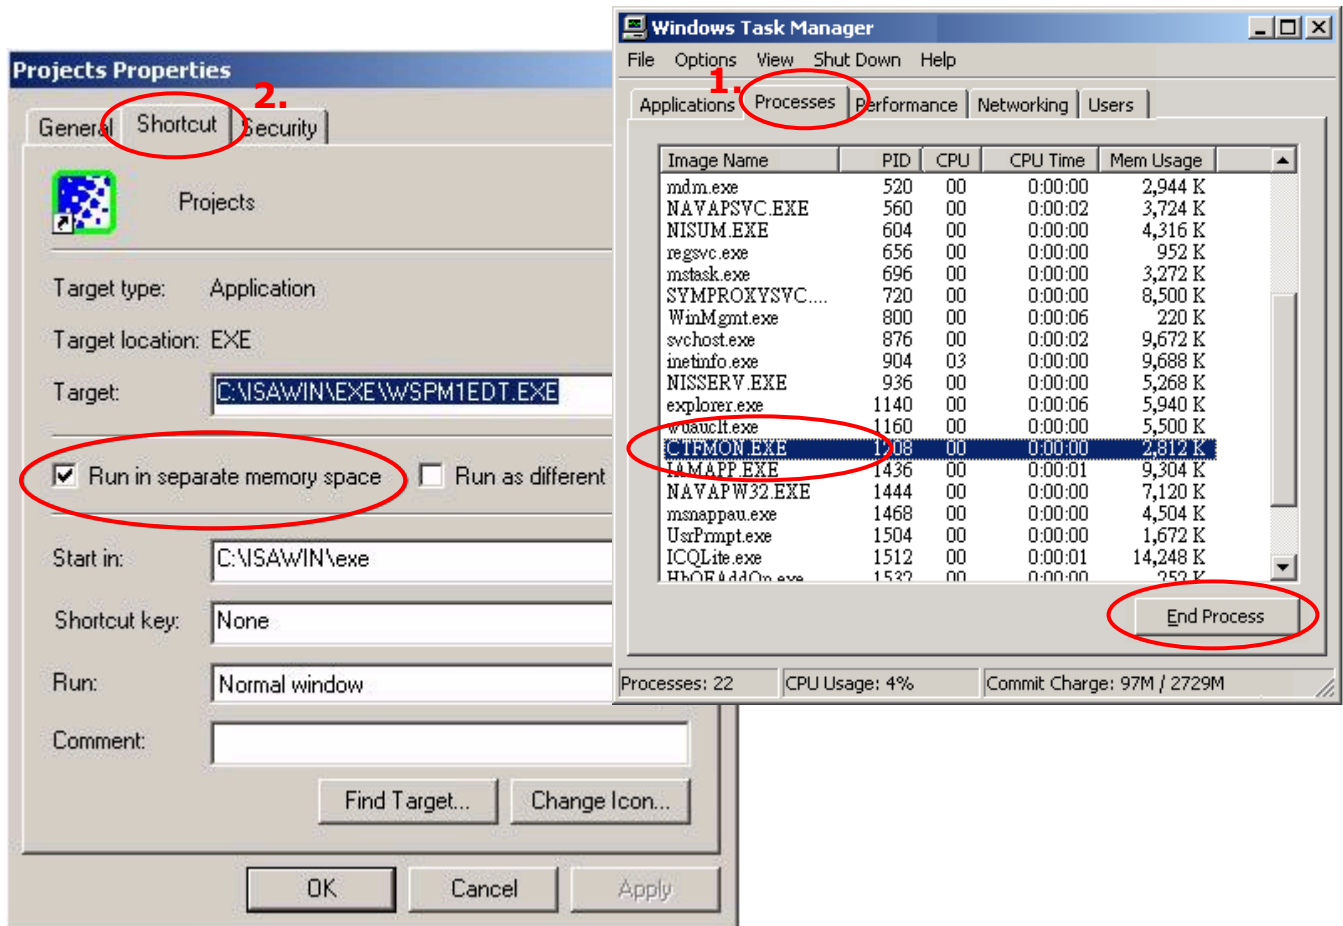 Projects Properties
2.
General Shortcut Security
Projects
Target type: Application
Target location: EXE
Target: C:\ISAWIN\EXE\WSPM1EDT.EXE
Run in separate memory space Run as different
Start in: C:\ISAWIN\exe
Shortcut key: None
Run: Normal window
Comment:
Find Target... Change Icon...
OK Cancel Apply
Windows Task Manager
File Options View Shut Down Help
1.
Applications Processes Performance Networking Users
Image Name PID CPU CPU Time Mem Usage
mdm.exe 520 00 0:00:00 2,944 K
NAVAPSVC.EXE 560 00 0:00:02 3,724 K
NISUM.EXE 604 00 0:00:00 4,316 K
regsvc.exe 656 00 0:00:00 952 K
mstask.exe 696 00 0:00:00 3,272 K
SYMPROXYSVC.... 720 00 0:00:00 8,500 K
WinMgmt.exe 800 00 0:00:06 220 K
svchost.exe 876 00 0:00:02 9,672 K
inetinfo.exe 904 03 0:00:00 9,688 K
NISSERV.EXE 936 00 0:00:00 5,268 K
explorer.exe 1140 00 0:00:06 5,940 K
wuauclt.exe 1160 00 0:00:00 5,500 K
CTFMON.EXE 1208 00 0:00:00 2,812 K
IAMAPP.EXE 1436 00 0:00:01 9,304 K
NAVAPW32.EXE 1444 00 0:00:00 7,120 K
msnappau.exe 1468 00 0:00:00 4,504 K
UsrPrmpt.exe 1504 00 0:00:00 1,672 K
ICQLite.exe 1512 00 0:00:01 14,248 K
HbOEAddOn.exe 1532 00 0:00:00 252 K
End Process
Processes: 22 CPU Usage: 4% Commit Charge: 97M / 2729M